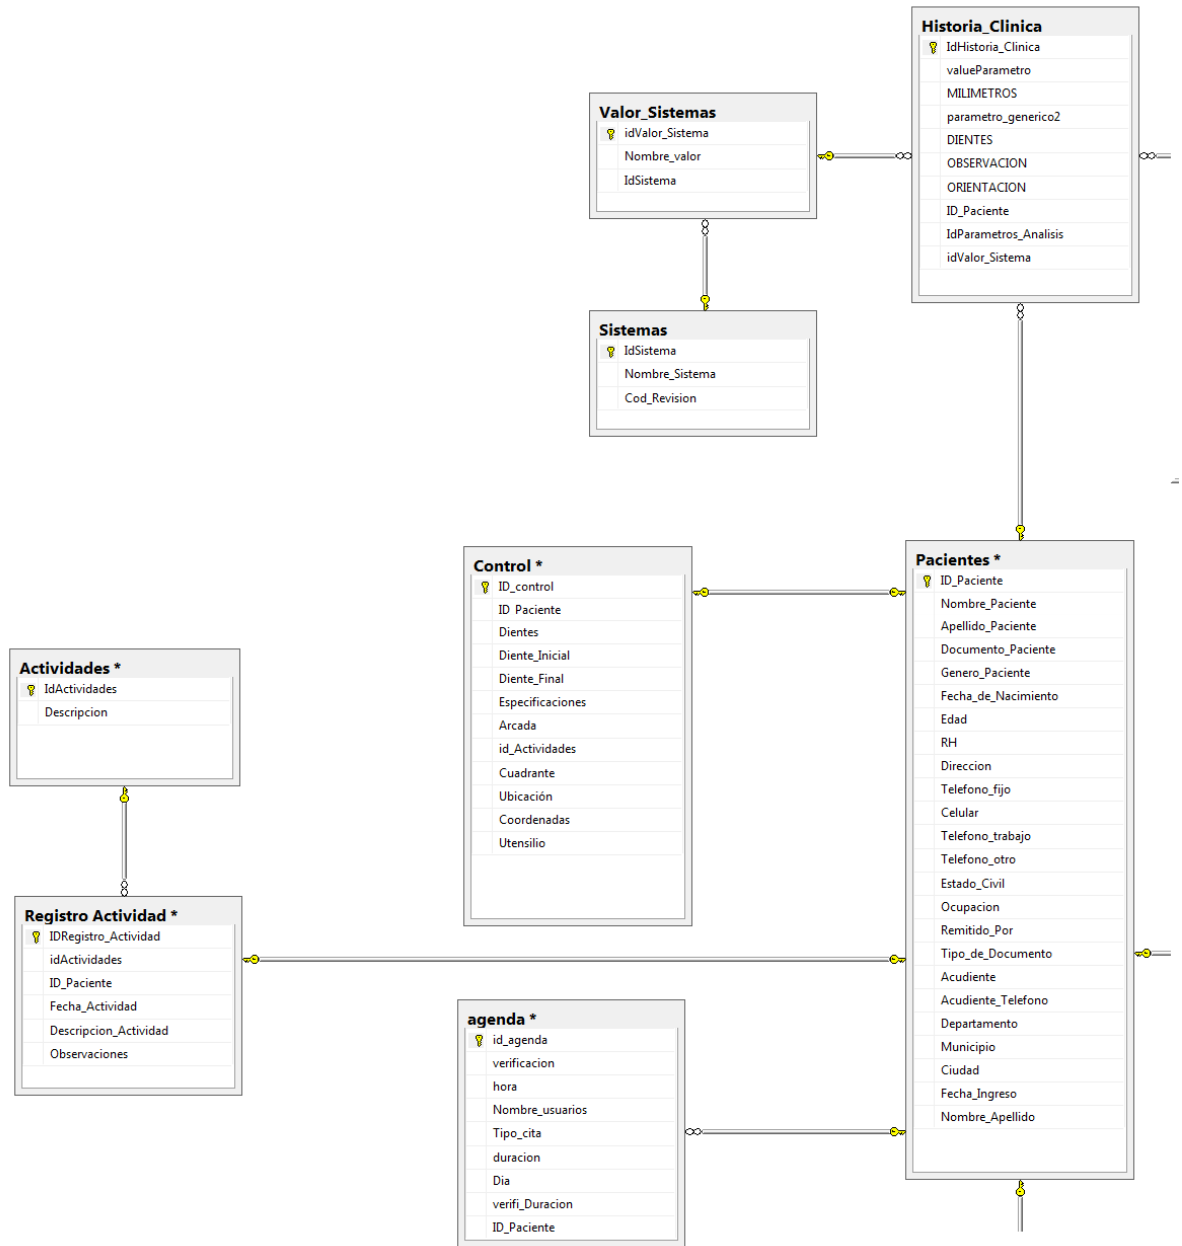 Historia_Clinica
IdHistoria_Clinica
valueParametro
MILIMETROS
parametro_generico2
DIENTES
OBSERVACION
ORIENTACION
ID_Paciente
IdParametros_Analisis
idValor_Sistema
Valor_Sistemas
idValor_Sistema
Nombre_valor
IdSistema
Sistemas
IdSistema
Nombre_Sistema
Cod_Revision
Control *
ID_control
ID_Paciente
Dientes
Diente_Inicial
Diente_Final
Especificaciones
Arcada
id_Actividades
Cuadrante
Ubicación
Coordenadas
Utensilio
Pacientes *
ID_Paciente
Nombre_Paciente
Apellido_Paciente
Documento_Paciente
Genero_Paciente
Fecha_de_Nacimiento
Edad
RH
Direccion
Telefono_fijo
Celular
Telefono_trabajo
Telefono_otro
Estado_Civil
Ocupacion
Remitido_Por
Tipo_de_Documento
Acudiente
Acudiente_Telefono
Departamento
Municipio
Ciudad
Fecha_Ingreso
Nombre_Apellido
Actividades *
IdActividades
Descripcion
Registro Actividad *
IDRegistro_Actividad
idActividades
ID_Paciente
Fecha_Actividad
Descripcion_Actividad
Observaciones
agenda *
id_agenda
verificacion
hora
Nombre_usuarios
Tipo_cita
duracion
Dia
verifi_Duracion
ID_Paciente